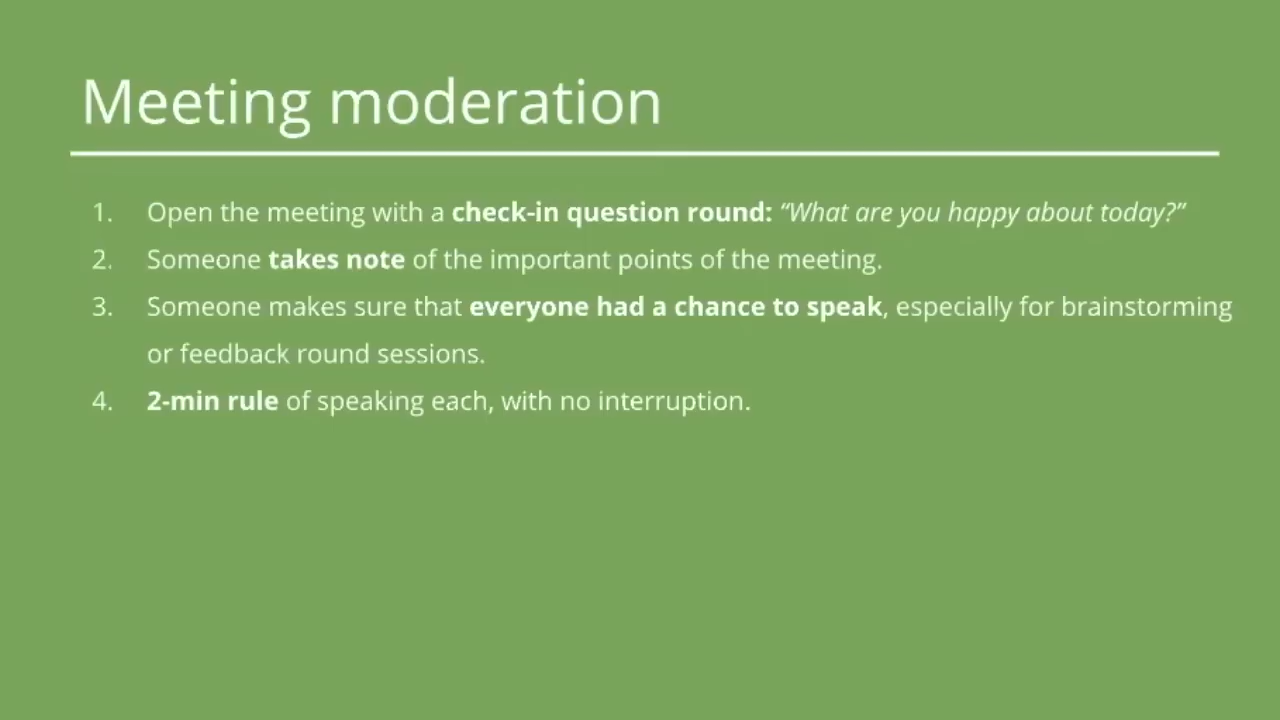 Meeting moderation
1. Open the meeting with a check-in question round: “What are you happy about today?”
2. Someone takes note of the important points of the meeting.
3. Someone makes sure that everyone had a chance to speak, especially for brainstorming
or feedback round sessions.
4. 2-min rule of speaking each, with no interruption.